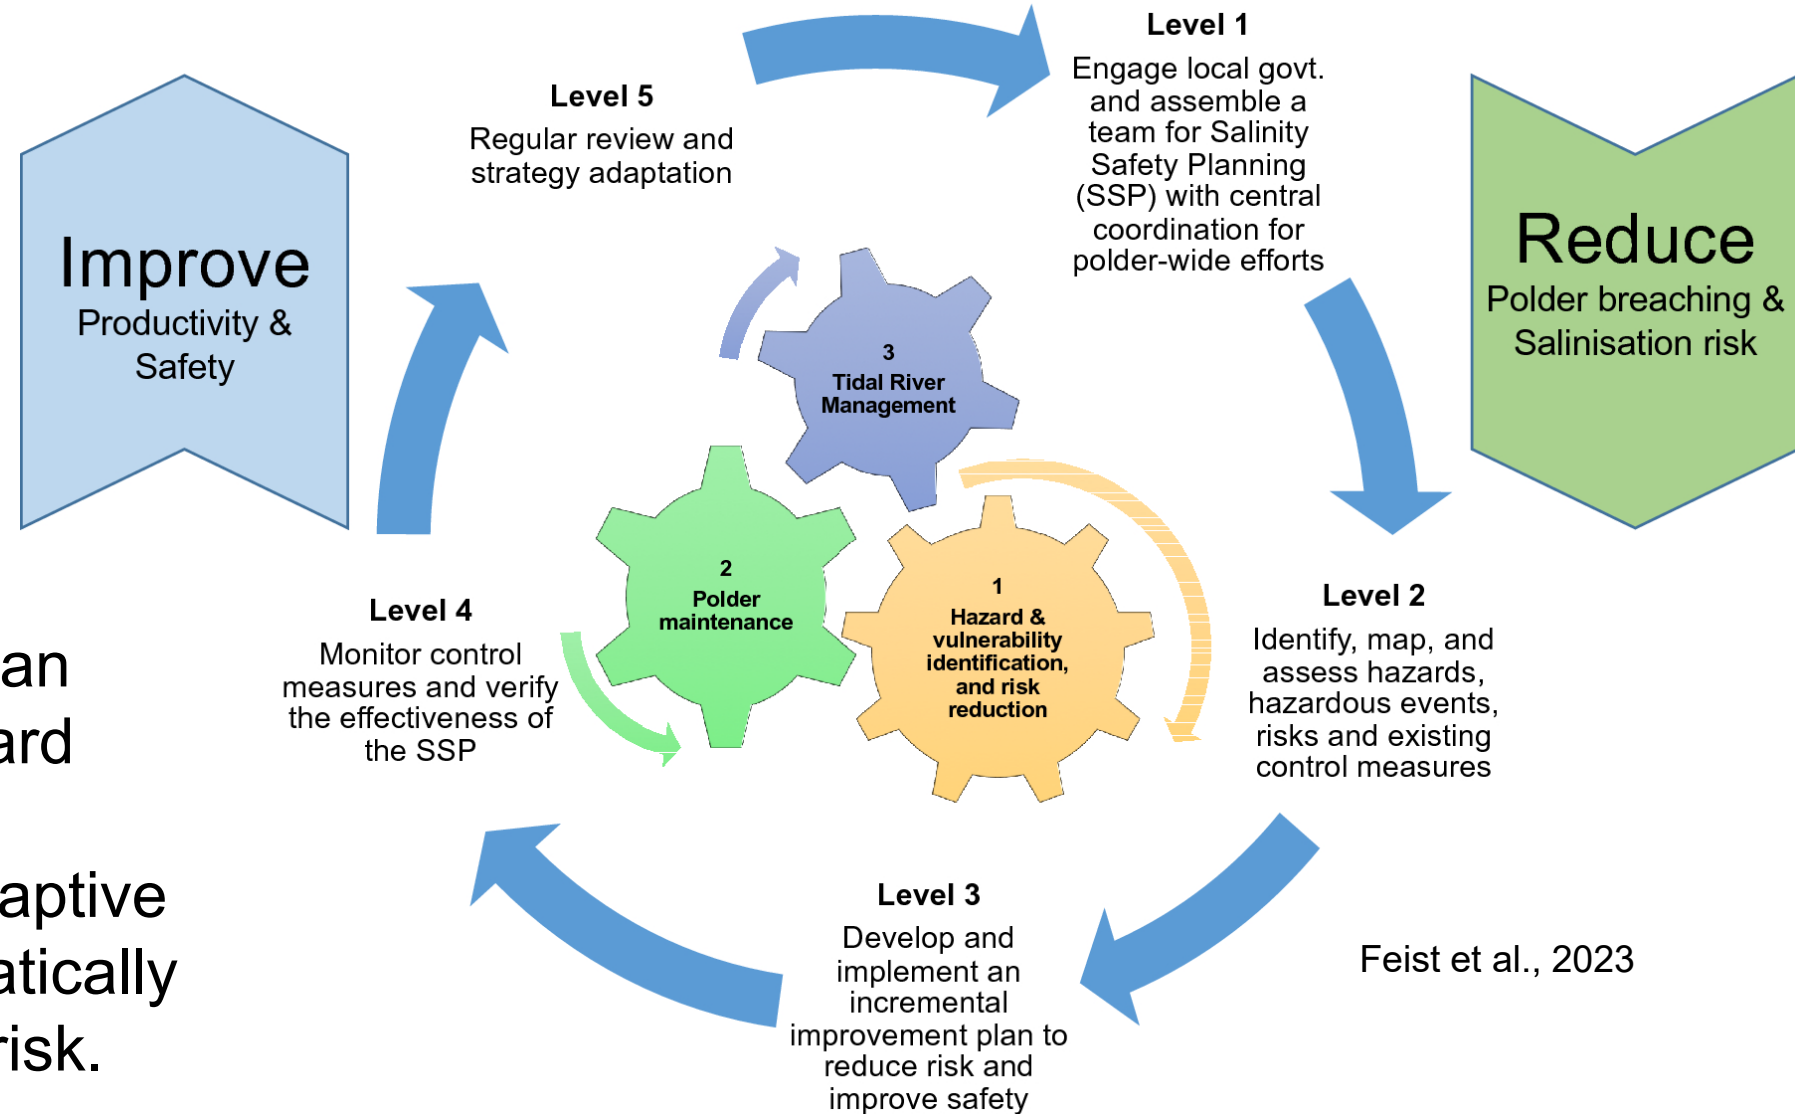 Level 1
Engage local govt.
and assemble a
team for Salinity
Safety Planning
(SSP) with central
coordination for
polder-wide efforts
Level 5
Regular review and
strategy adaptation
Improve
Productivity &
Safety
Reduce
Polder breaching &
Salinisation risk
3
Tidal River
Management
2
Polder
maintenance
1
Hazard &
vulnerability
identification,
and risk
reduction
Level 2
Identify, map, and
assess hazards,
hazardous events,
risks and existing
control measures
Level 4
Monitor control
measures and verify
the effectiveness of
the SSP
an
ard
aptive
atically
risk.
Level 3
Develop and
implement an
incremental
improvement plan to
reduce risk and
improve safety
Feist et al., 2023